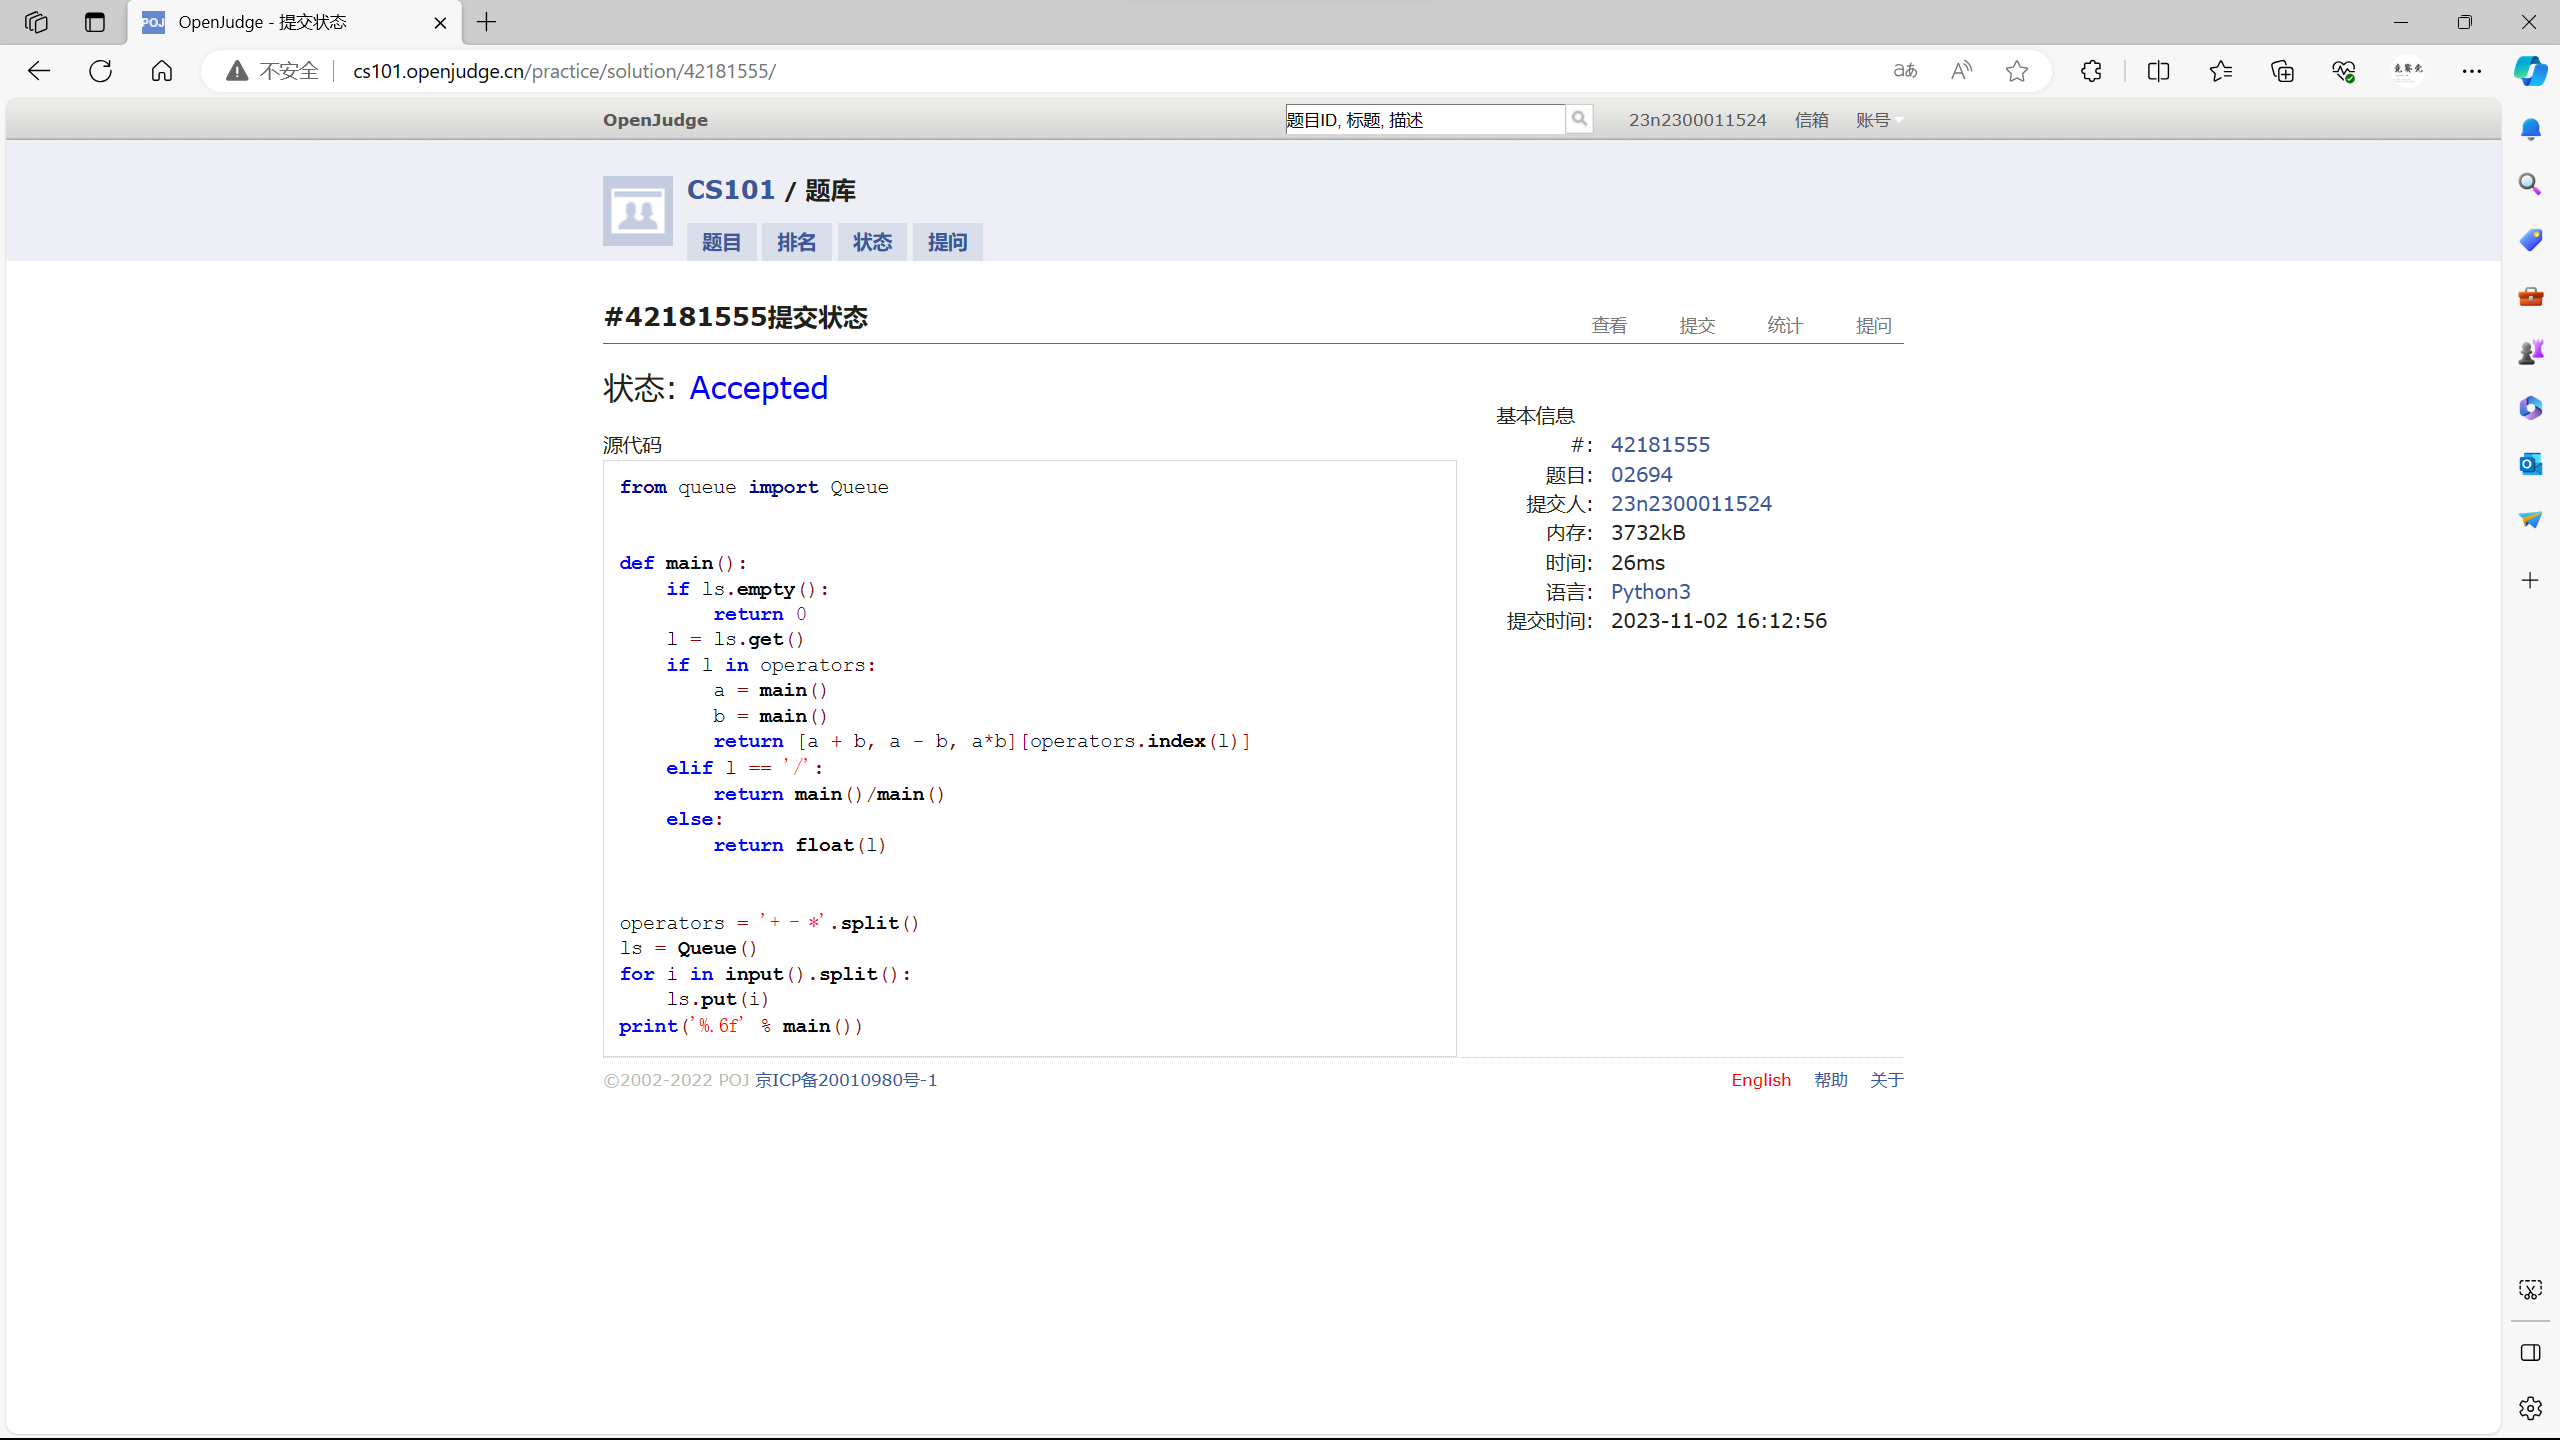 OpenJudge - 提交状态
不安全 cs101.openjudge.cn/practice/solution/42181555/
OpenJudge
题目ID, 标题, 描述
23n2300011524 信箱 账号
CS101 / 题库
题目 排名 状态 提问
#42181555提交状态
查看 提交 统计 提问
状态: Accepted
源代码
from queue import Queue
def main():
    if ls.empty():
        return 0
    l = ls.get()
    if l in operators:
        a = main()
        b = main()
        return [a + b, a - b, a*b][operators.index(l)]
    elif l == '/':
        return main()/main()
    else:
        return float(l)
operators = '+ - *'.split()
ls = Queue()
for i in input().split():
    ls.put(i)
print('%.6f' % main())
基本信息
#: 42181555
题目: 02694
提交人: 23n2300011524
内存: 3732kB
时间: 26ms
语言: Python3
提交时间: 2023-11-02 16:12:56
©2002-2022 POJ 京ICP备20010980号-1
English 帮助 关于